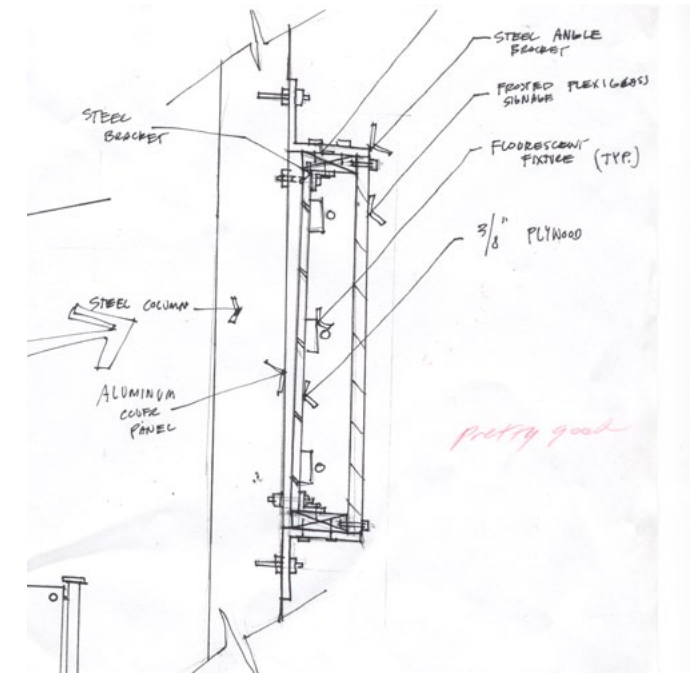 STEEL ANGLE
BRACKET
FROSTED PLEXIGLASS
SIGNAGE
STEEL
BRACKET
FLOURESCENT
FIXTURE (TYP.)
3/8" PLYWOOD
STEEL COLUMN
ALUMINUM
COVER
PANEL
Pretty good